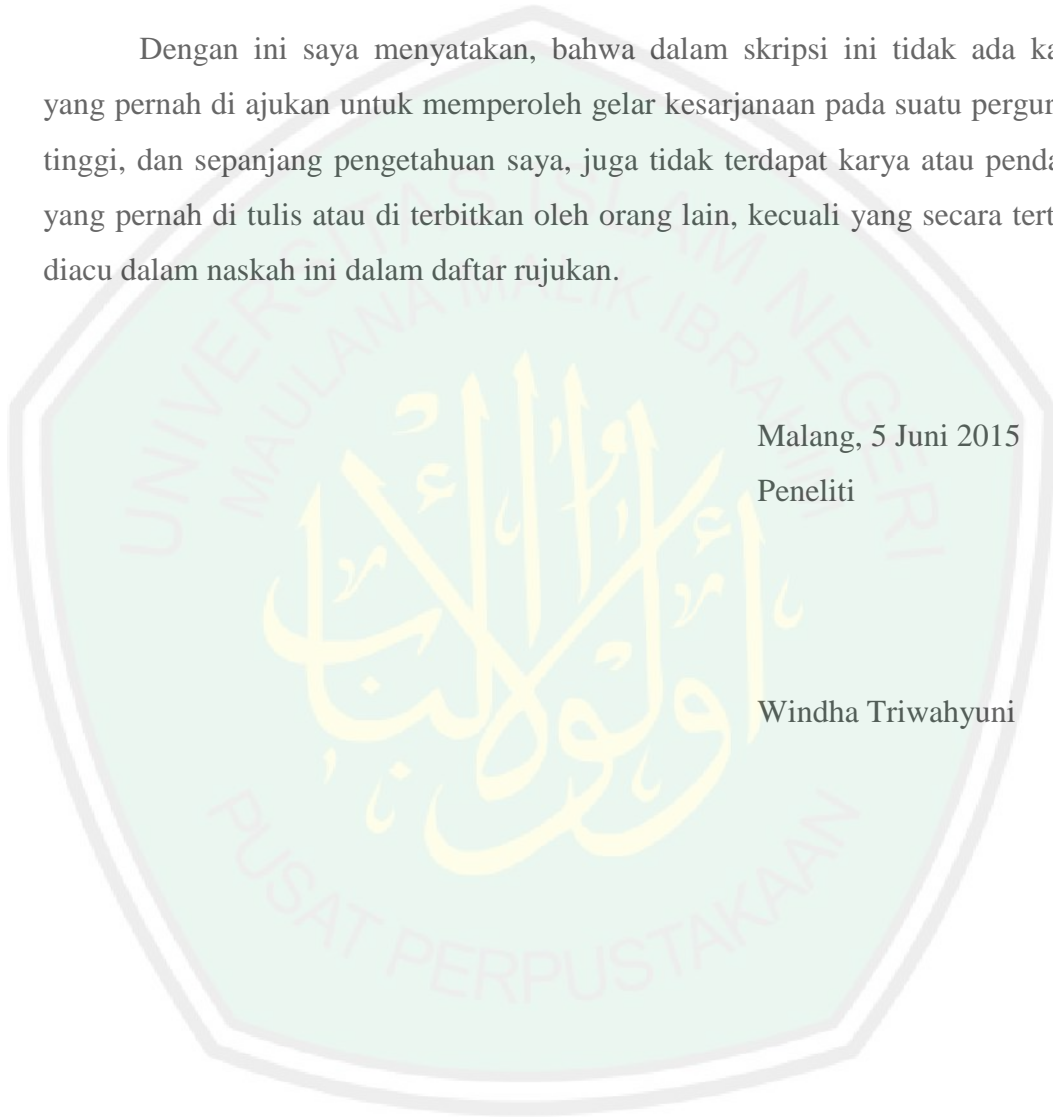 Dengan ini saya menyatakan, bahwa dalam skripsi ini tidak ada ka
yang pernah di ajukan untuk memperoleh gelar kesarjanaan pada suatu pergur
tinggi, dan sepanjang pengetahuan saya, juga tidak terdapat karya atau penda
yang pernah di tulis atau di terbitkan oleh orang lain, kecuali yang secara tert
diacu dalam naskah ini dalam daftar rujukan.
UNIVERSITAS ISLAM NEGERI
MAULANA MALIK IBRAHIM
Malang, 5 Juni 2015
Peneliti
أولو الألباب
Windha Triwahyuni
PUSAT PERPUSTAKAAN